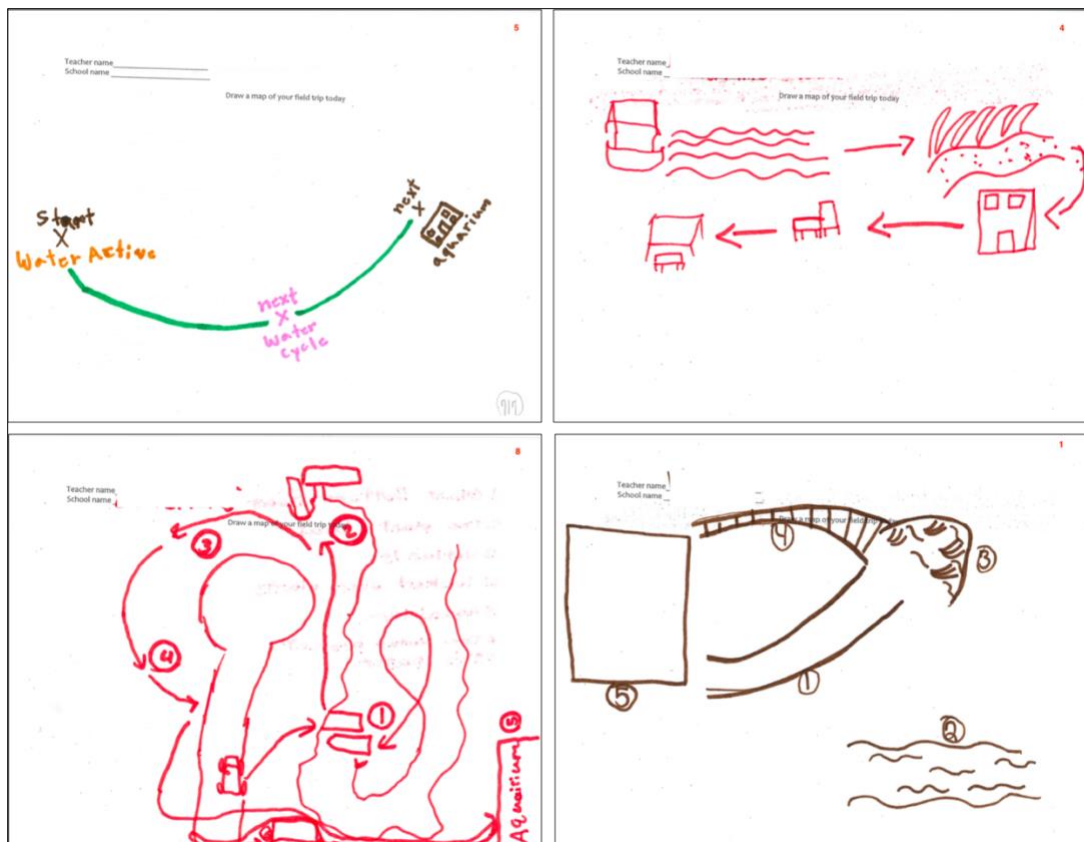 5
Teacher name
School name
Draw a map of your field trip today
Start
X
Water Active
next
X
Water
cycle
next
X
aquarium
4
Teacher name
School name
Draw a map of your field trip today
8
Teacher name
School name
Draw a map of your field trip today
2
3
4
1
5
Aquairium
1
Teacher name
School name
Draw a map of your field trip today
4
3
5
1
2